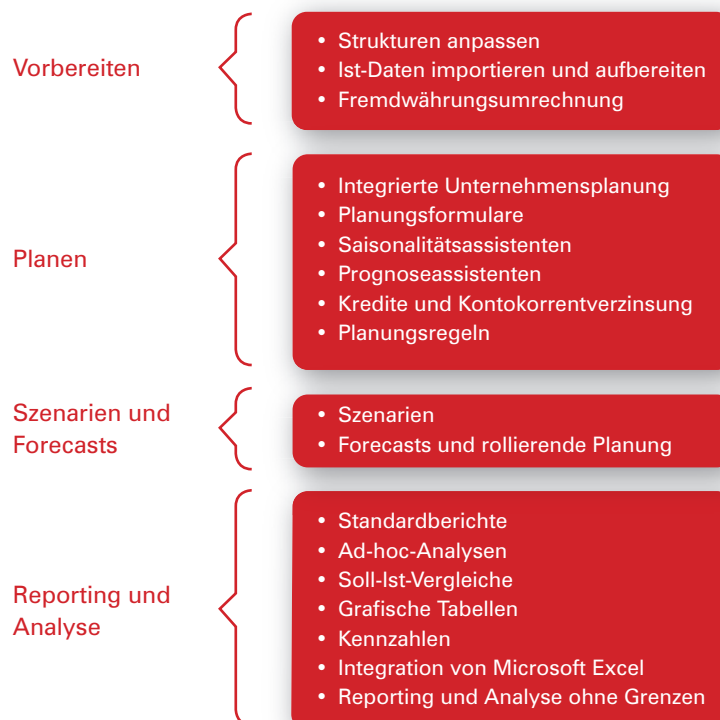 Vorbereiten
• Strukturen anpassen
• Ist-Daten importieren und aufbereiten
• Fremdwährungsumrechnung
Planen
• Integrierte Unternehmensplanung
• Planungsformulare
• Saisonalitätsassistenten
• Prognoseassistenten
• Kredite und Kontokorrentverzinsung
• Planungsregeln
Szenarien und
Forecasts
• Szenarien
• Forecasts und rollierende Planung
Reporting und
Analyse
• Standardberichte
• Ad-hoc-Analysen
• Soll-Ist-Vergleiche
• Grafische Tabellen
• Kennzahlen
• Integration von Microsoft Excel
• Reporting und Analyse ohne Grenzen